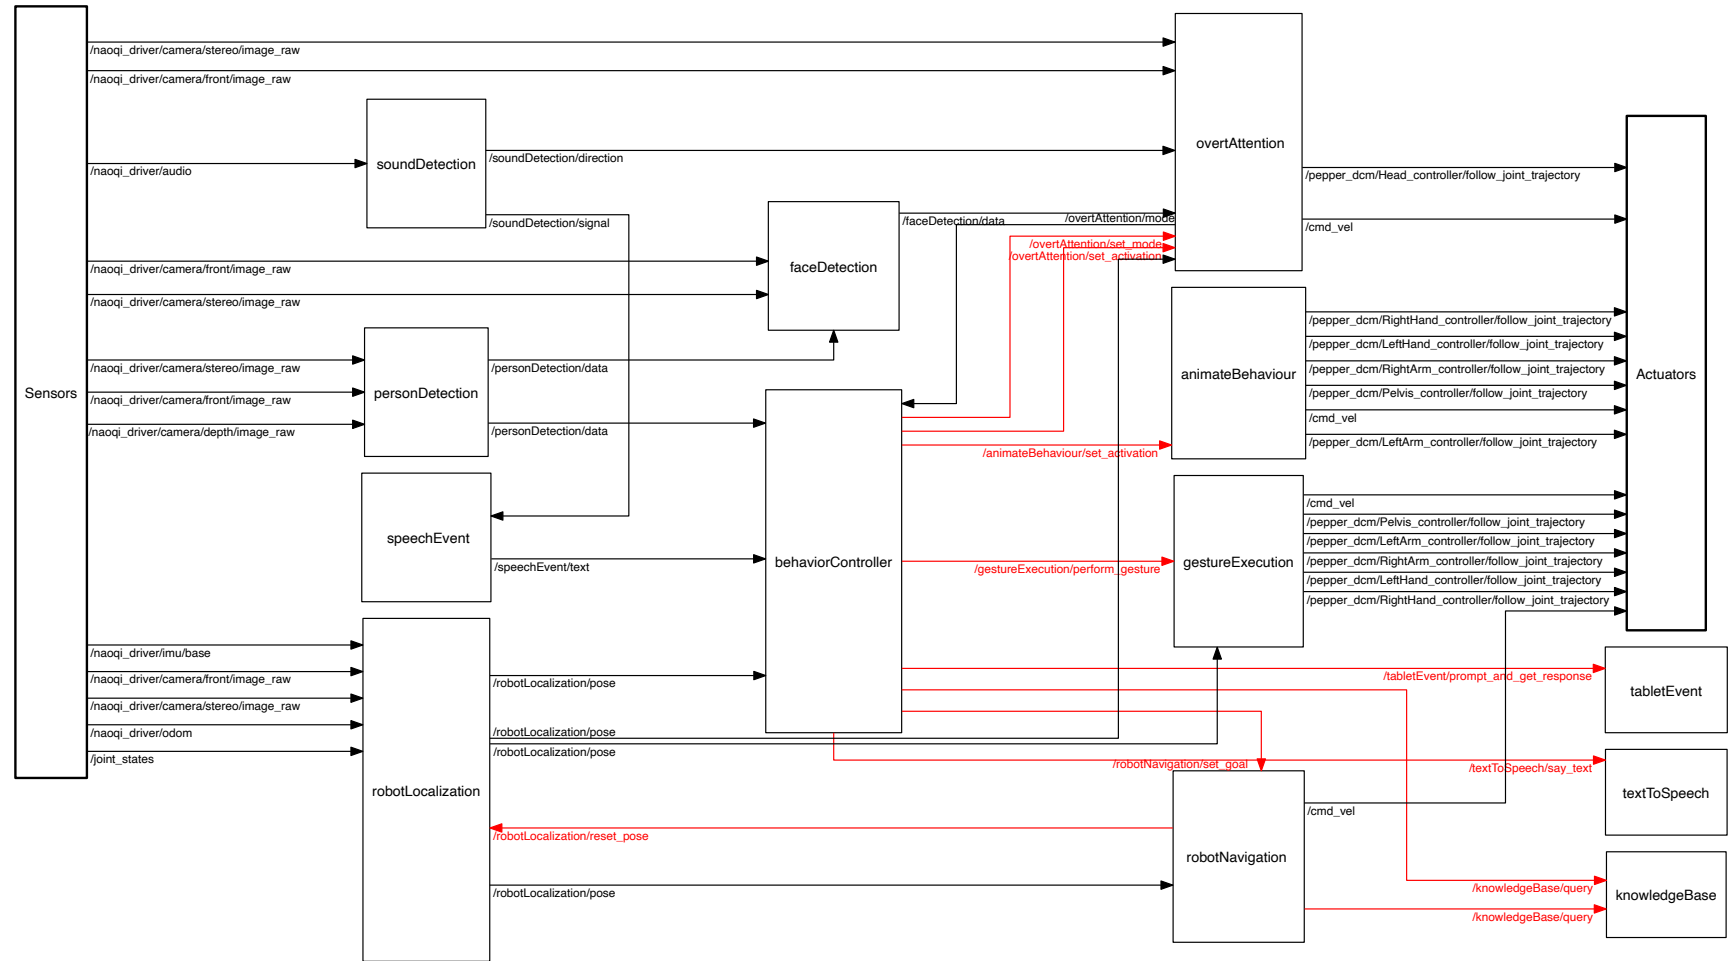 /naoqi_driver/camera/stereo/image_raw
/naoqi_driver/camera/front/image_raw
overtAttention
soundDetection
/soundDetection/direction
/naoqi_driver/audio
/pepper_dcm/Head_controller/follow_joint_trajectory
/soundDetection/signal
/faceDetection/data
/overtAttention/mode
/cmd_vel
/overtAttention/set_mode
/overtAttention/set_activation
/naoqi_driver/camera/front/image_raw
faceDetection
/naoqi_driver/camera/stereo/image_raw
/pepper_dcm/RightHand_controller/follow_joint_trajectory
/pepper_dcm/LeftHand_controller/follow_joint_trajectory
/naoqi_driver/camera/stereo/image_raw
/personDetection/data
/pepper_dcm/RightArm_controller/follow_joint_trajectory
animateBehaviour
Actuators
Sensors
personDetection
/pepper_dcm/Pelvis_controller/follow_joint_trajectory
/naoqi_driver/camera/front/image_raw
/cmd_vel
/naoqi_driver/camera/depth/image_raw
/personDetection/data
/pepper_dcm/LeftArm_controller/follow_joint_trajectory
/animateBehaviour/set_activation
/cmd_vel
/pepper_dcm/Pelvis_controller/follow_joint_trajectory
speechEvent
/pepper_dcm/LeftArm_controller/follow_joint_trajectory
behaviorController
gestureExecution
/pepper_dcm/RightArm_controller/follow_joint_trajectory
/speechEvent/text
/gestureExecution/perform_gesture
/pepper_dcm/LeftHand_controller/follow_joint_trajectory
/pepper_dcm/RightHand_controller/follow_joint_trajectory
/naoqi_driver/imu/base
/naoqi_driver/camera/front/image_raw
/robotLocalization/pose
/tabletEvent/prompt_and_get_response
tabletEvent
/naoqi_driver/camera/stereo/image_raw
/naoqi_driver/odom
/robotLocalization/pose
/joint_states
/robotLocalization/pose
/robotNavigation/set_goal
/textToSpeech/say_text
robotLocalization
textToSpeech
/cmd_vel
/robotLocalization/reset_pose
robotNavigation
/robotLocalization/pose
/knowledgeBase/query
knowledgeBase
/knowledgeBase/query